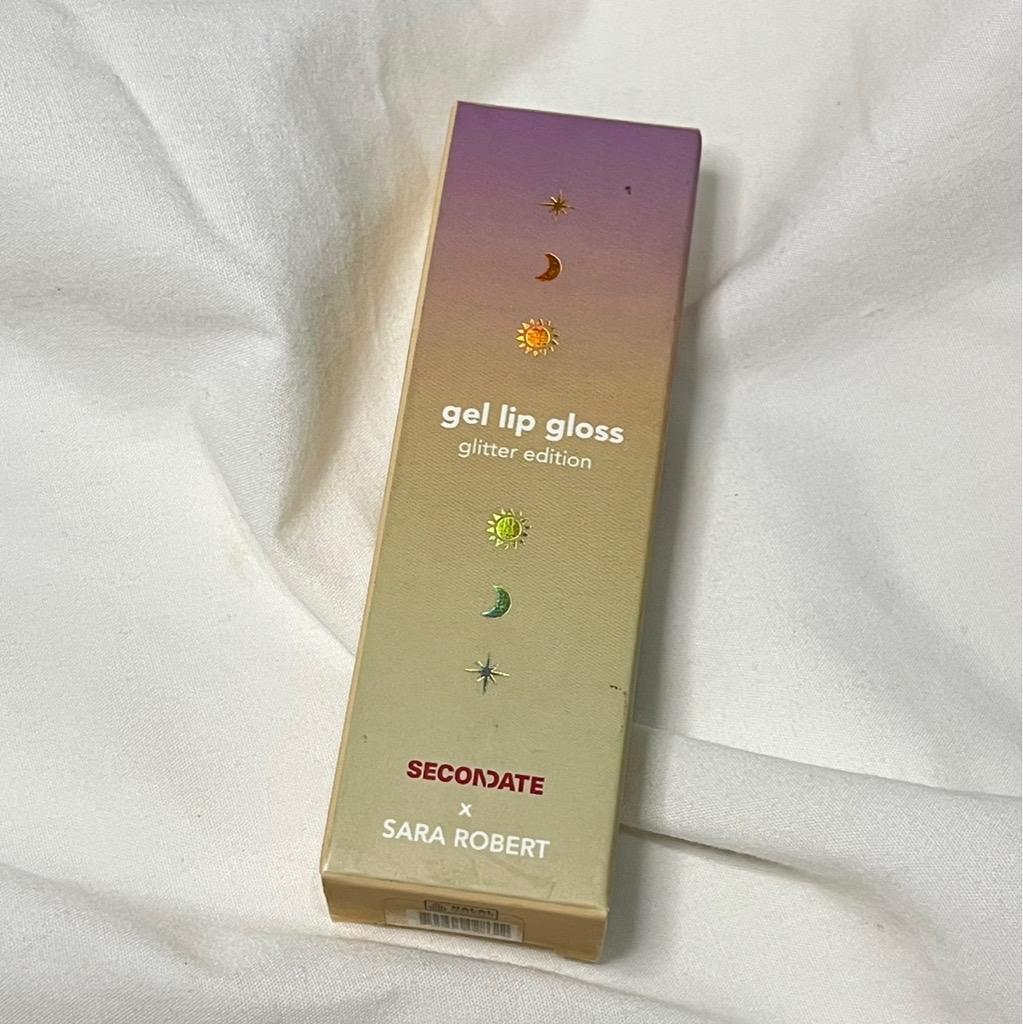 gel lip gloss
glitter edition
SECONDATE
x
SARA ROBERT